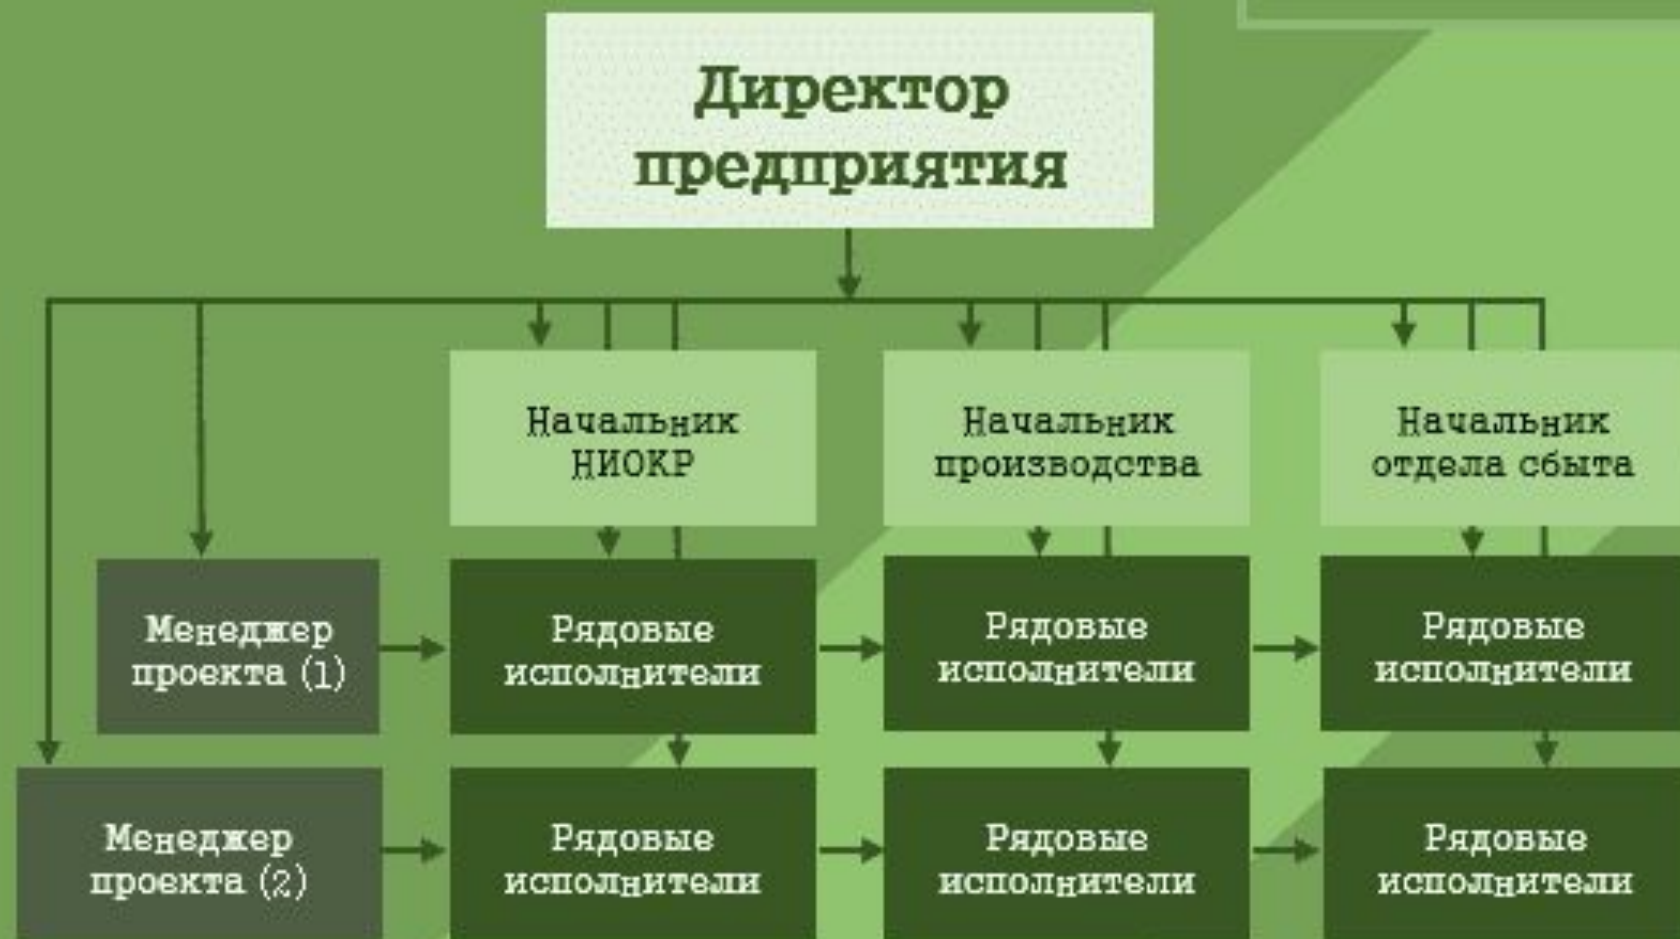 Директор
предприятия
Начальник
НИОКР
Начальник
производства
Начальник
отдела сбыта
Менеджер
проекта (1)
Рядовые
исполнители
Рядовые
исполнители
Рядовые
исполнители
Менеджер
проекта (2)
Рядовые
исполнители
Рядовые
исполнители
Рядовые
исполнители